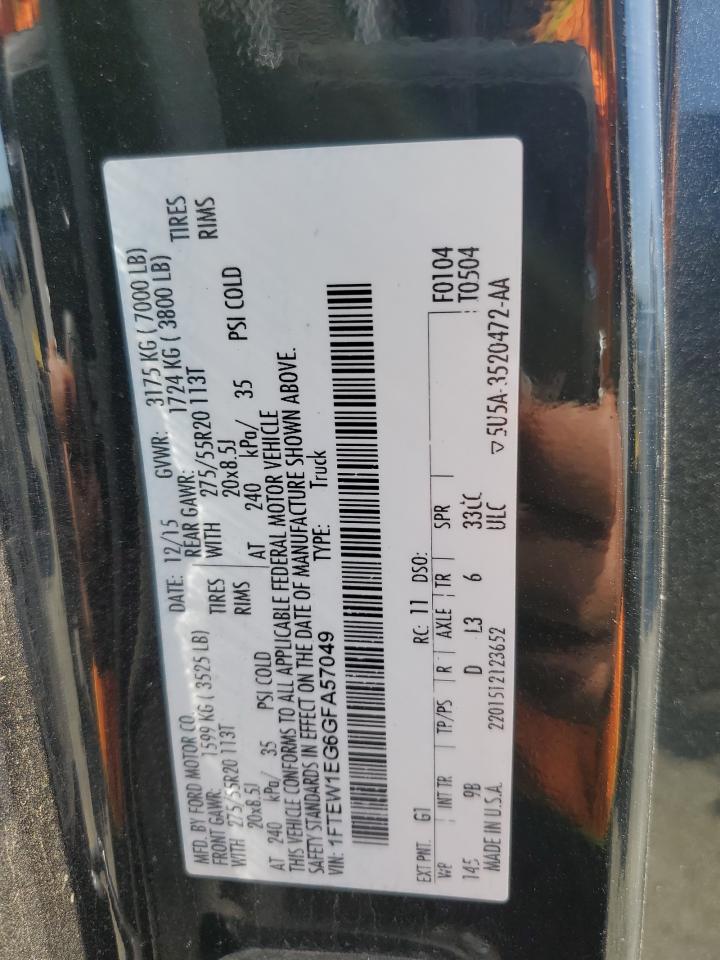 MFD. BY FORD MOTOR CO. DATE: 12/15 GVWR: 3175 KG ( 7000 LB)
FRONT GAWR: 1599 KG ( 3525 LB) REAR GAWR: 1724 KG ( 3800 LB)
WITH 275/55R20 113T TIRES WITH 275/55R20 113T TIRES
20x8.5J RIMS 20x8.5J RIMS
AT 240 kPa/ 35 PSI COLD AT 240 kPa/ 35 PSI COLD
THIS VEHICLE CONFORMS TO ALL APPLICABLE FEDERAL MOTOR VEHICLE
SAFETY STANDARDS IN EFFECT ON THE DATE OF MANUFACTURE SHOWN ABOVE.
VIN: 1FTEW1EG6GFA57049 TYPE: Truck
EXT PNT: G1 RC: 11 DSO: F0104
WB INT TR TP/PS R AXLE TR SPR T0504
145 9B D L3 6 33CC
MADE IN U.S.A. 2201512123652 ULC ▽5U5A-3520472-AA